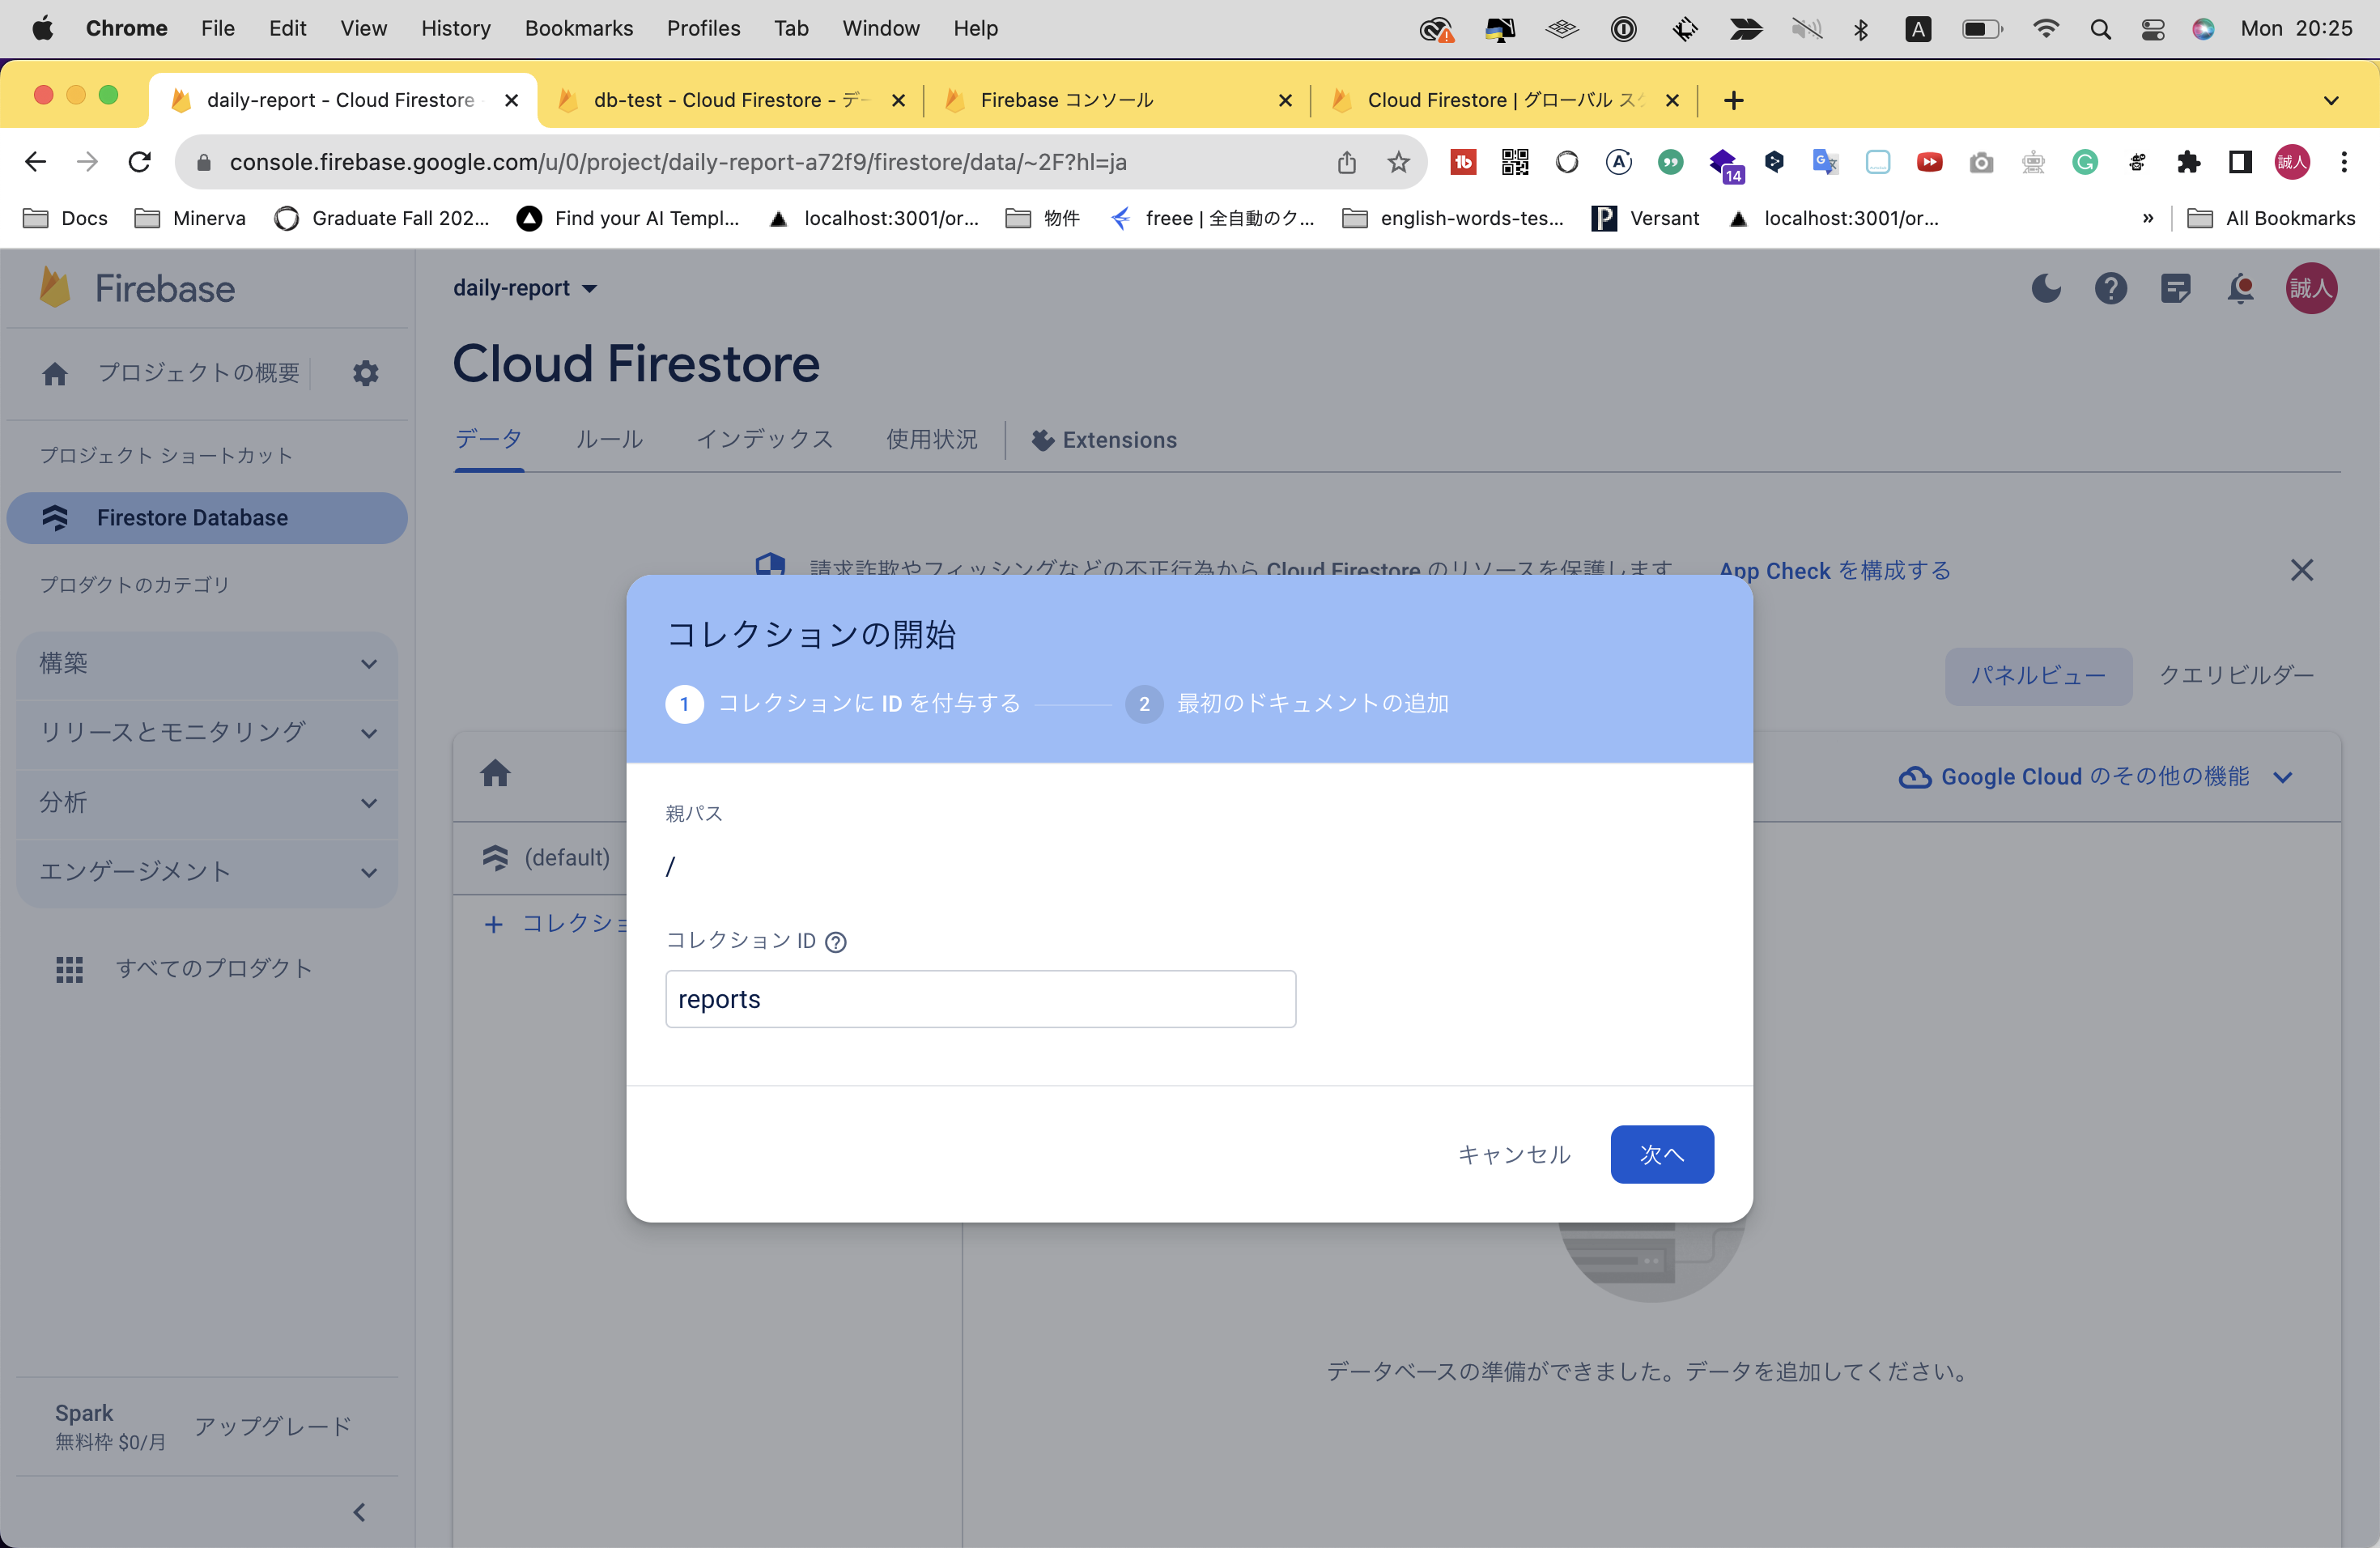 Chrome File Edit View History Bookmarks Profiles Tab Window Help A Mon 20:25
daily-report - Cloud Firestore db-test - Cloud Firestore - デー Firebase コンソール Cloud Firestore | グローバル ス
console.firebase.google.com/u/0/project/daily-report-a72f9/firestore/data/~2F?hl=ja tb A 14 G 誠人
Docs Minerva Graduate Fall 202... Find your AI Templ... localhost:3001/or... 物件 freee | 全自動のク... english-words-tes... P Versant localhost:3001/or... » All Bookmarks
Firebase
daily-report
誠人
プロジェクトの概要
Cloud Firestore
データ ルール インデックス 使用状況 Extensions
プロジェクト ショートカット
Firestore Database
プロダクトのカテゴリ
構築
リリースとモニタリング
分析
エンゲージメント
すべてのプロダクト
請求詐欺やフィッシングなどの不正行為から Cloud Firestore のリソースを保護します App Check を構成する
パネルビュー クエリビルダー
Google Cloud のその他の機能
(default)
+ コレクショ
コレクションの開始
1 コレクションに ID を付与する 2 最初のドキュメントの追加
親パス
/
コレクション ID ?
reports
キャンセル 次へ
データベースの準備ができました。データを追加してください。
Spark
無料枠 $0/月
アップグレード